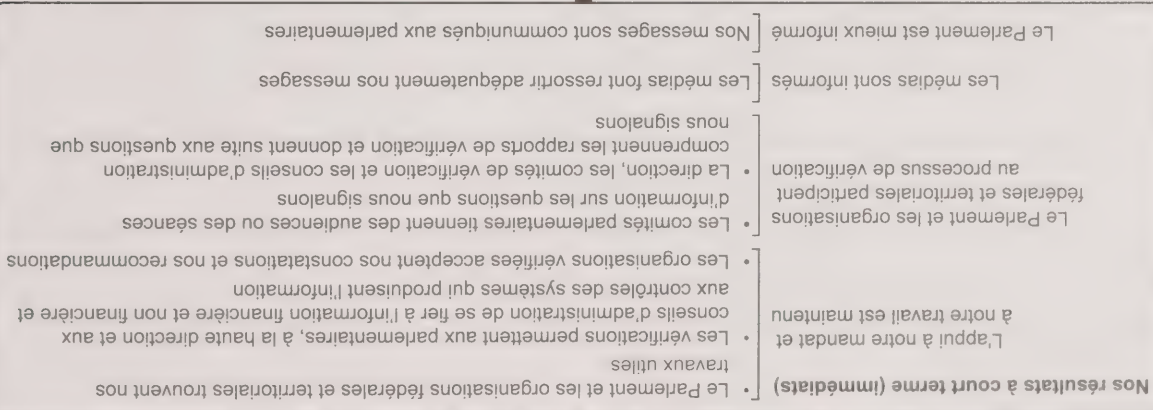 Nos résultats à court terme (immédiats)
L'appui à notre mandat et
à notre travail est maintenu
• Le Parlement et les organisations fédérales et territoriales trouvent nos
travaux utiles
• Les vérifications permettent aux parlementaires, à la haute direction et aux
conseils d'administration de se fier à l'information financière et non financière et
aux contrôles des systèmes qui produisent l'information
• Les organisations vérifiées acceptent nos constatations et nos recommandations
Le Parlement et les organisations
fédérales et territoriales participent
au processus de vérification
• Les comités parlementaires tiennent des audiences ou des séances
d'information sur les questions que nous signalons
• La direction, les comités de vérification et les conseils d'administration
comprennent les rapports de vérification et donnent suite aux questions que
nous signalons
Les médias sont informés
Les médias font ressortir adéquatement nos messages
Le Parlement est mieux informé
Nos messages sont communiqués aux parlementaires